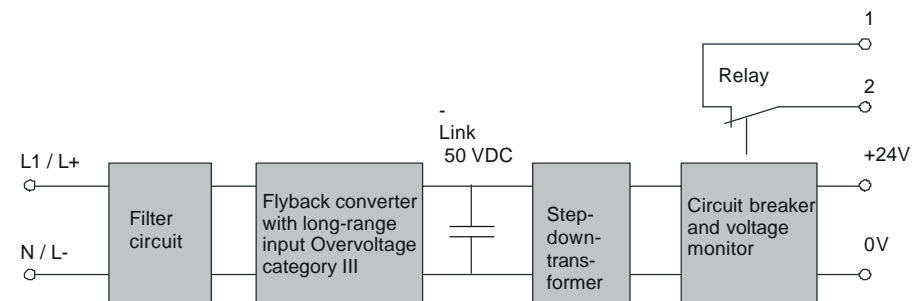 1
Relay
2
-
Link
50 VDC
L1 / L+
+24V
Filter
circuit
Flyback converter
with long-range
input Overvoltage
category III
Step-
down-
trans-
former
Circuit breaker
and voltage
monitor
N / L-
0V